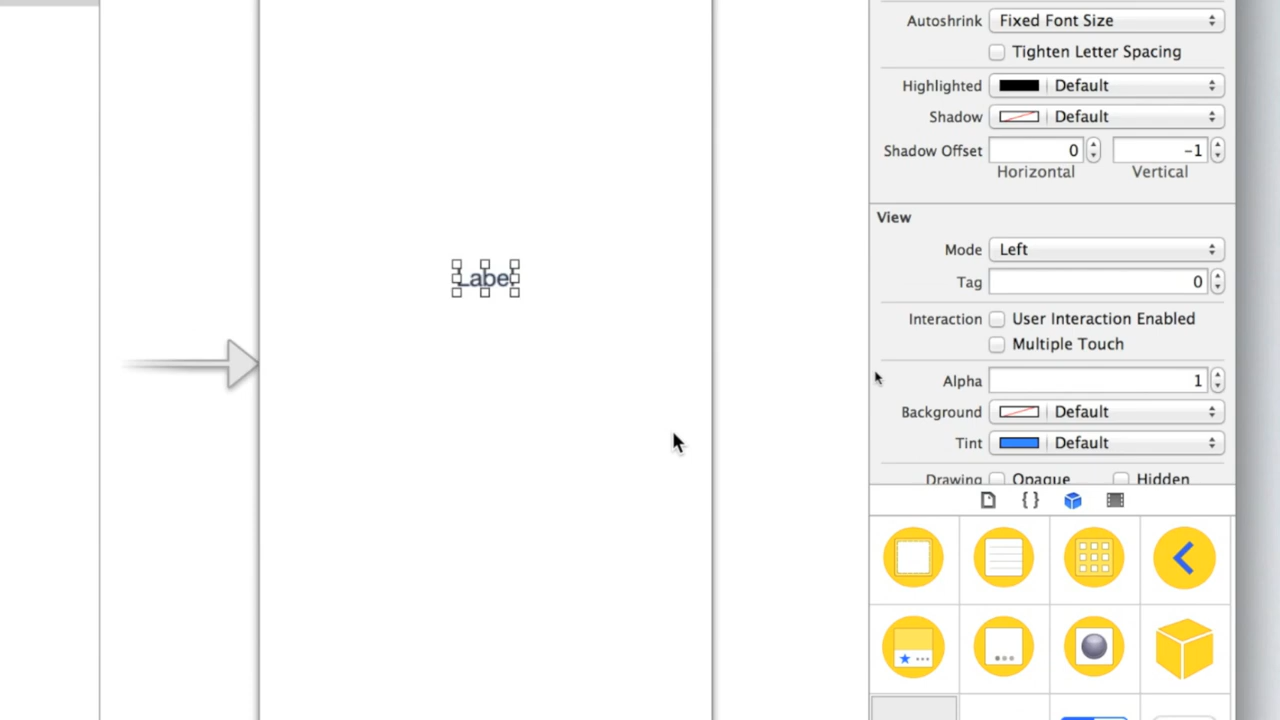 Autoshrink Fixed Font Size
Tighten Letter Spacing
Highlighted Default
Shadow Default
Shadow Offset 0 -1
Horizontal Vertical
View
Label
Mode Left
Tag 0
Interaction User Interaction Enabled
Multiple Touch
Alpha 1
Background Default
Tint Default
Drawing Opaque Hidden
{ }